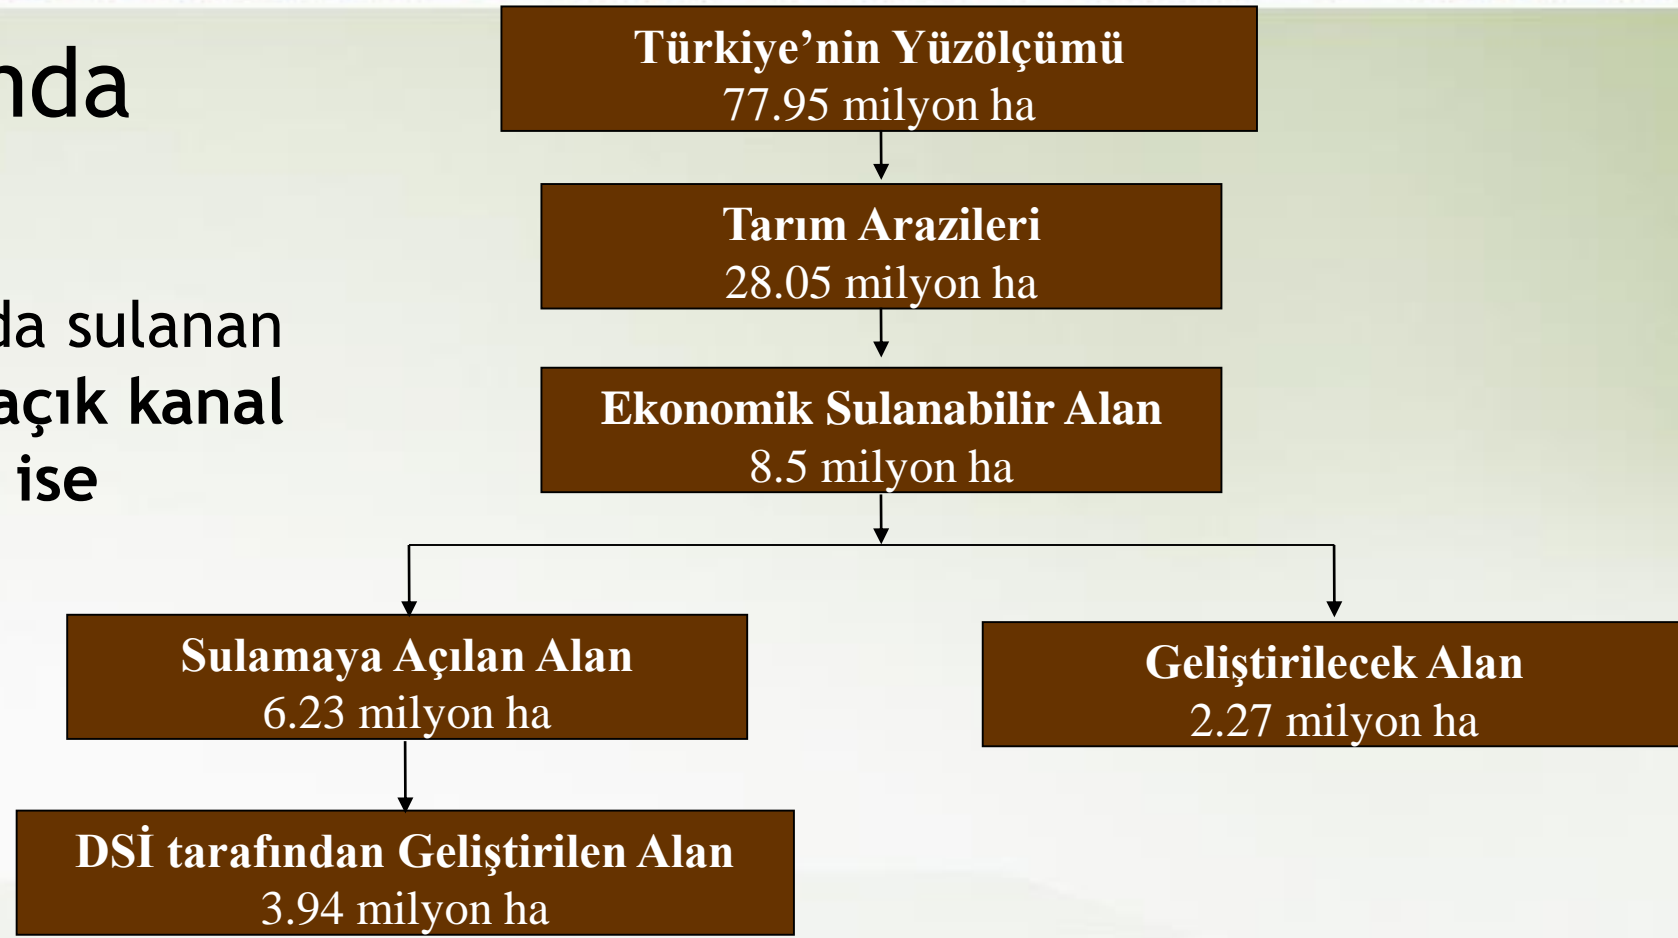 Türkiye’nin Yüzölçümü
77.95 milyon ha
Tarım Arazileri
28.05 milyon ha
sulanan
açık kanal
ise
Ekonomik Sulanabilir Alan
8.5 milyon ha
Sulamaya Açılan Alan
6.23 milyon ha
Geliştirilecek Alan
2.27 milyon ha
DSİ tarafından Geliştirilen Alan
3.94 milyon ha